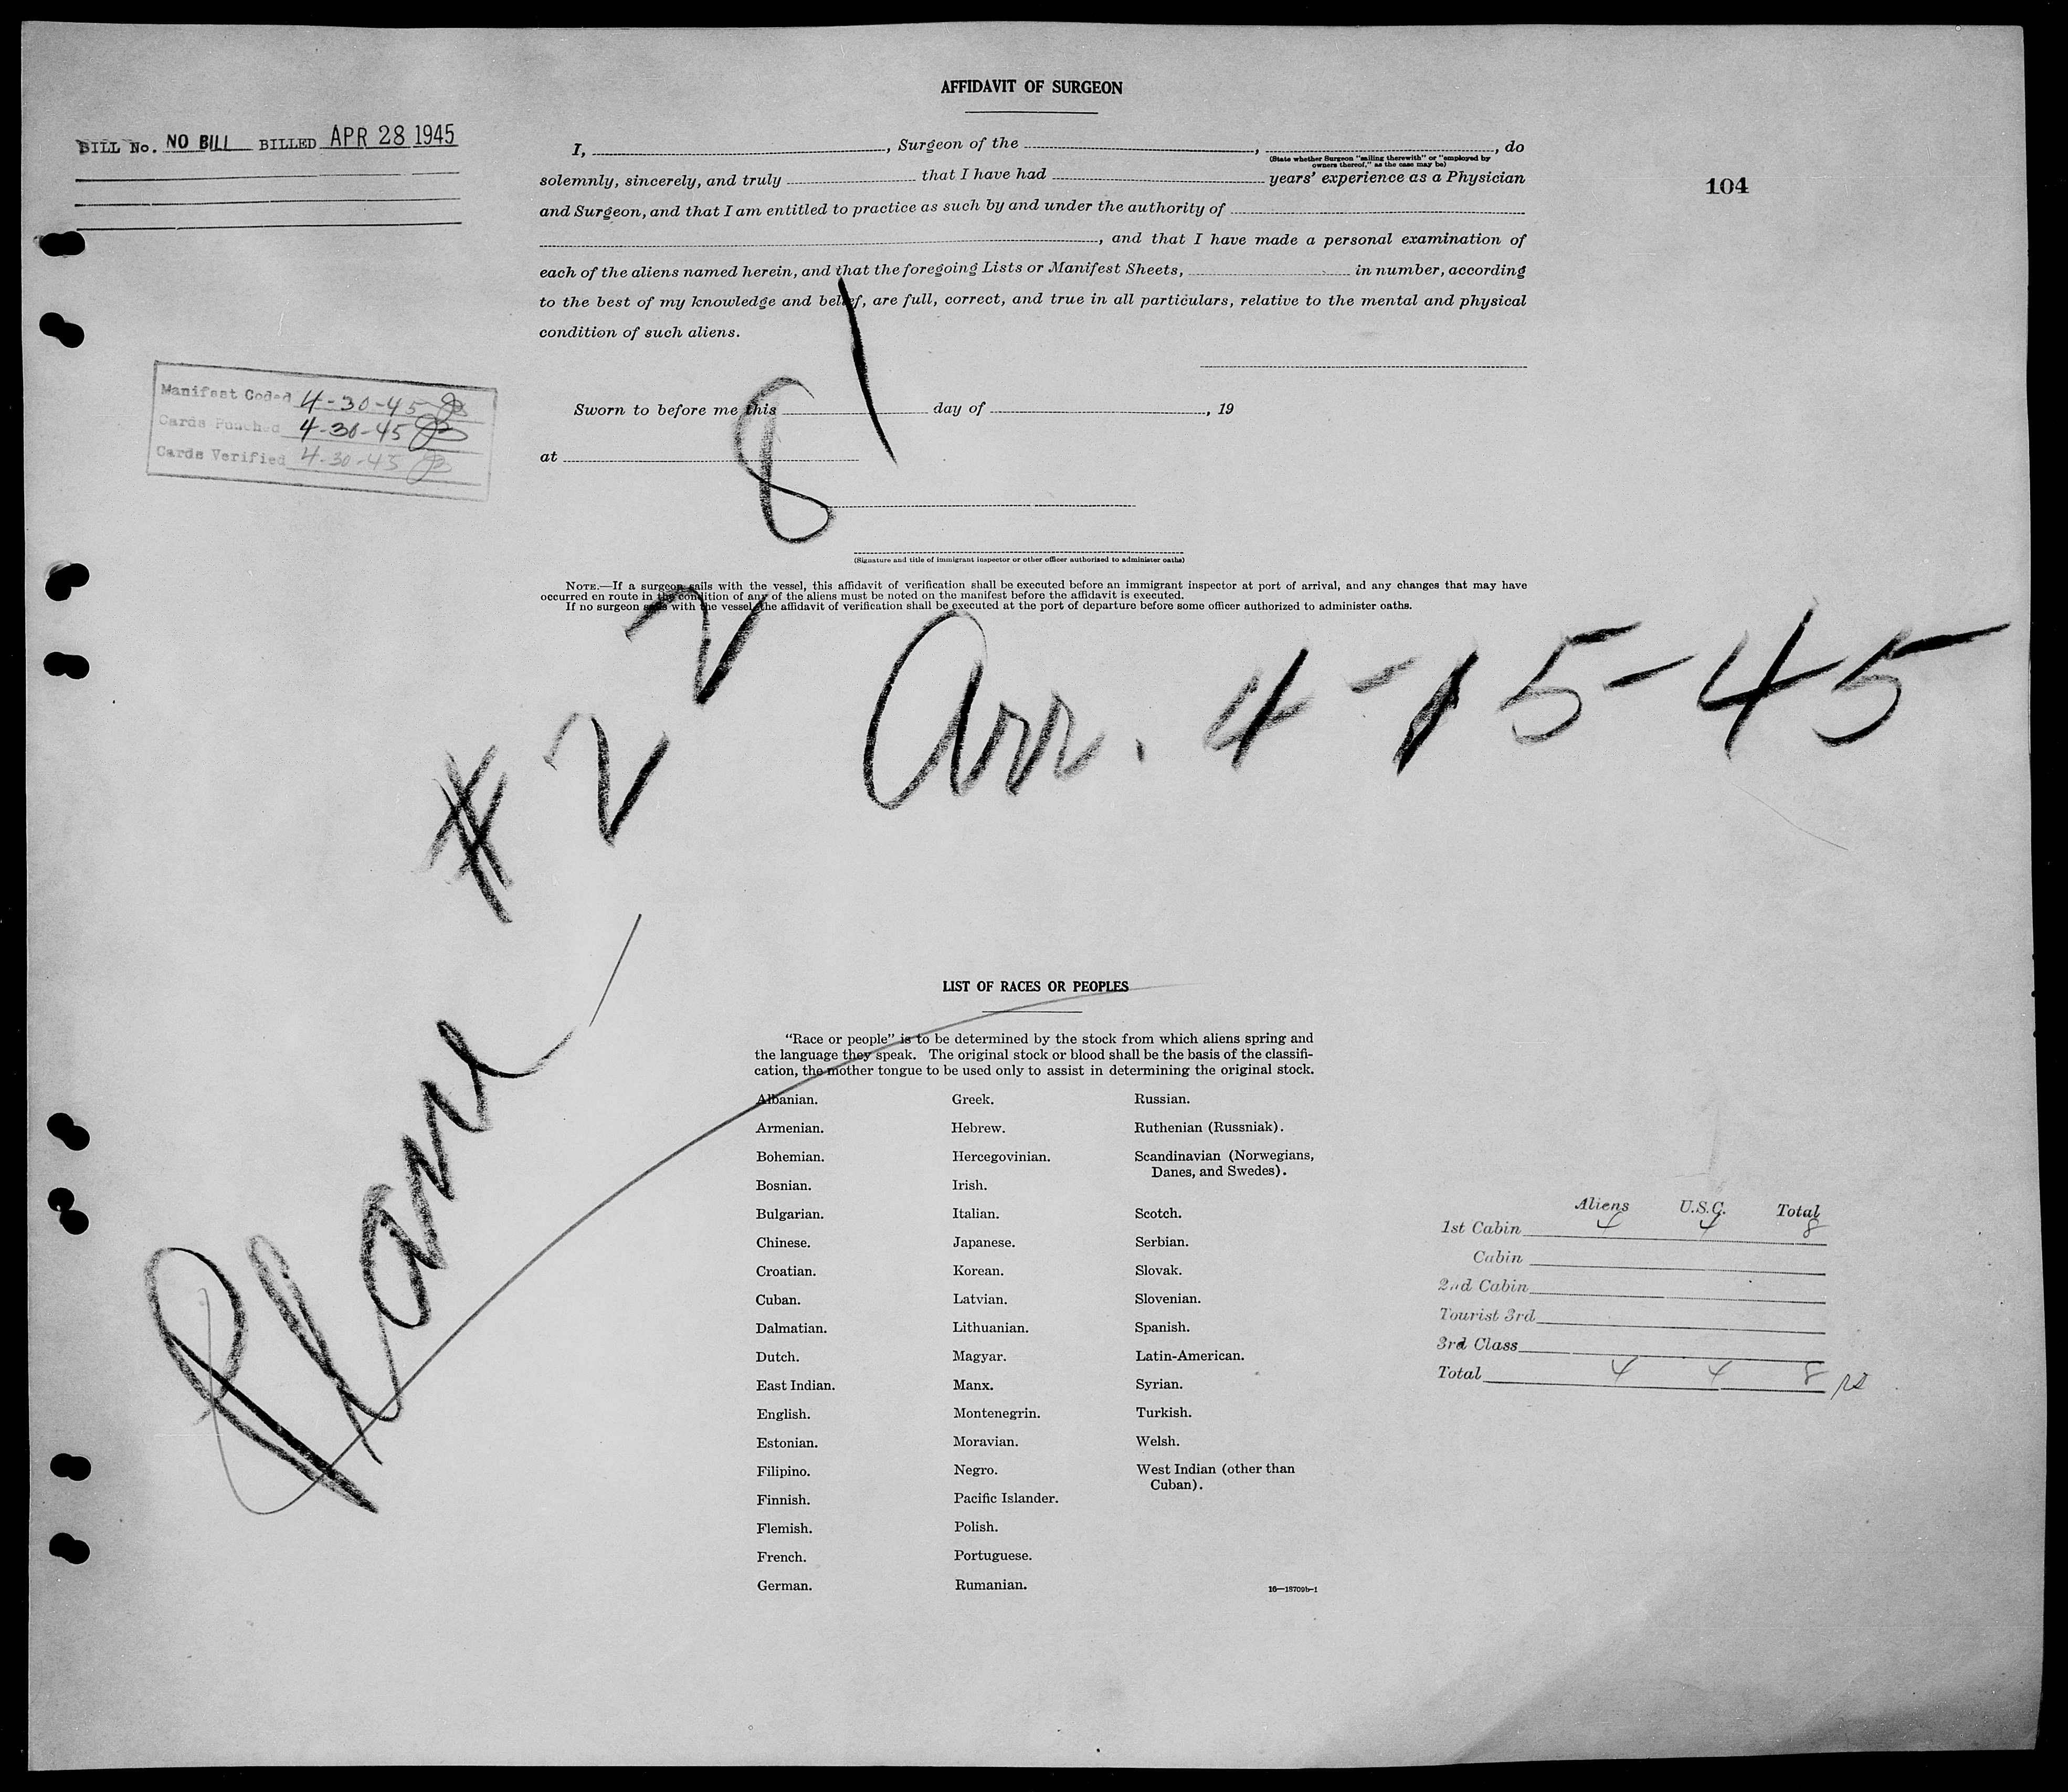 AFFIDAVIT OF SURGEON
BILL No. NO BILL BILLED APR 28 1945
104
I, , Surgeon of the , , do
(State whether Surgeon "sailing therewith" or "employed by
owners thereof," as the case may be)
solemnly, sincerely, and truly that I have had years' experience as a Physician
and Surgeon, and that I am entitled to practice as such by and under the authority of
, and that I have made a personal examination of
each of the aliens named herein, and that the foregoing Lists or Manifest Sheets, in number, according
to the best of my knowledge and belief, are full, correct, and true in all particulars, relative to the mental and physical
condition of such aliens.
Manifest Coded 4-30-45
Cards Punched 4-30-45
Cards Verified 4-30-45
Sworn to before me this day of , 19
at
(Signature and title of immigrant inspector or other officer authorized to administer oaths)
NOTE.—If a surgeon sails with the vessel, this affidavit of verification shall be executed before an immigrant inspector at port of arrival, and any changes that may have
occurred en route in the condition of any of the aliens must be noted on the manifest before the affidavit is executed.
If no surgeon sails with the vessel, the affidavit of verification shall be executed at the port of departure before some officer authorized to administer oaths.
Plane #2281
Arr. 4-15-45
LIST OF RACES OR PEOPLES
"Race or people" is to be determined by the stock from which aliens spring and
the language they speak. The original stock or blood shall be the basis of the classifi-
cation, the mother tongue to be used only to assist in determining the original stock.
Albanian.
Armenian.
Bohemian.
Bosnian.
Bulgarian.
Chinese.
Croatian.
Cuban.
Dalmatian.
Dutch.
East Indian.
English.
Estonian.
Filipino.
Finnish.
Flemish.
French.
German.
Greek.
Hebrew.
Hercegovinian.
Irish.
Italian.
Japanese.
Korean.
Latvian.
Lithuanian.
Magyar.
Manx.
Montenegrin.
Moravian.
Negro.
Pacific Islander.
Polish.
Portuguese.
Rumanian.
Russian.
Ruthenian (Russniak).
Scandinavian (Norwegians,
Danes, and Swedes).
Scotch.
Serbian.
Slovak.
Slovenian.
Spanish.
Latin-American.
Syrian.
Turkish.
Welsh.
West Indian (other than
Cuban).
16—18709b-1
Aliens U.S.C. Total
1st Cabin 4 4 8
Cabin
2nd Cabin
Tourist 3rd
3rd Class
Total 4 4 8